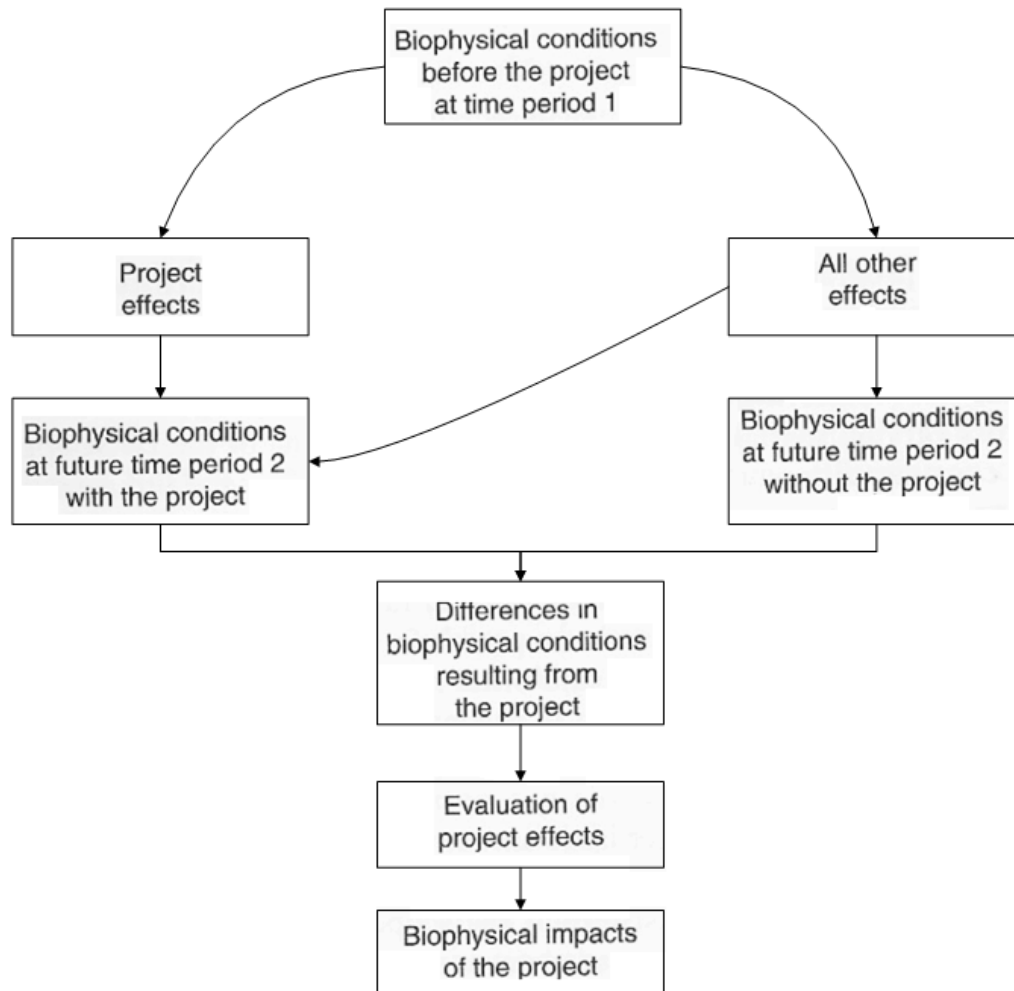 Biophysical conditions
before the project
at time period 1
Project
effects
All other
effects
Biophysical conditions
at future time period 2
with the project
Biophysical conditions
at future time period 2
without the project
Differences in
biophysical conditions
resulting from
the project
Evaluation of
project effects
Biophysical impacts
of the project